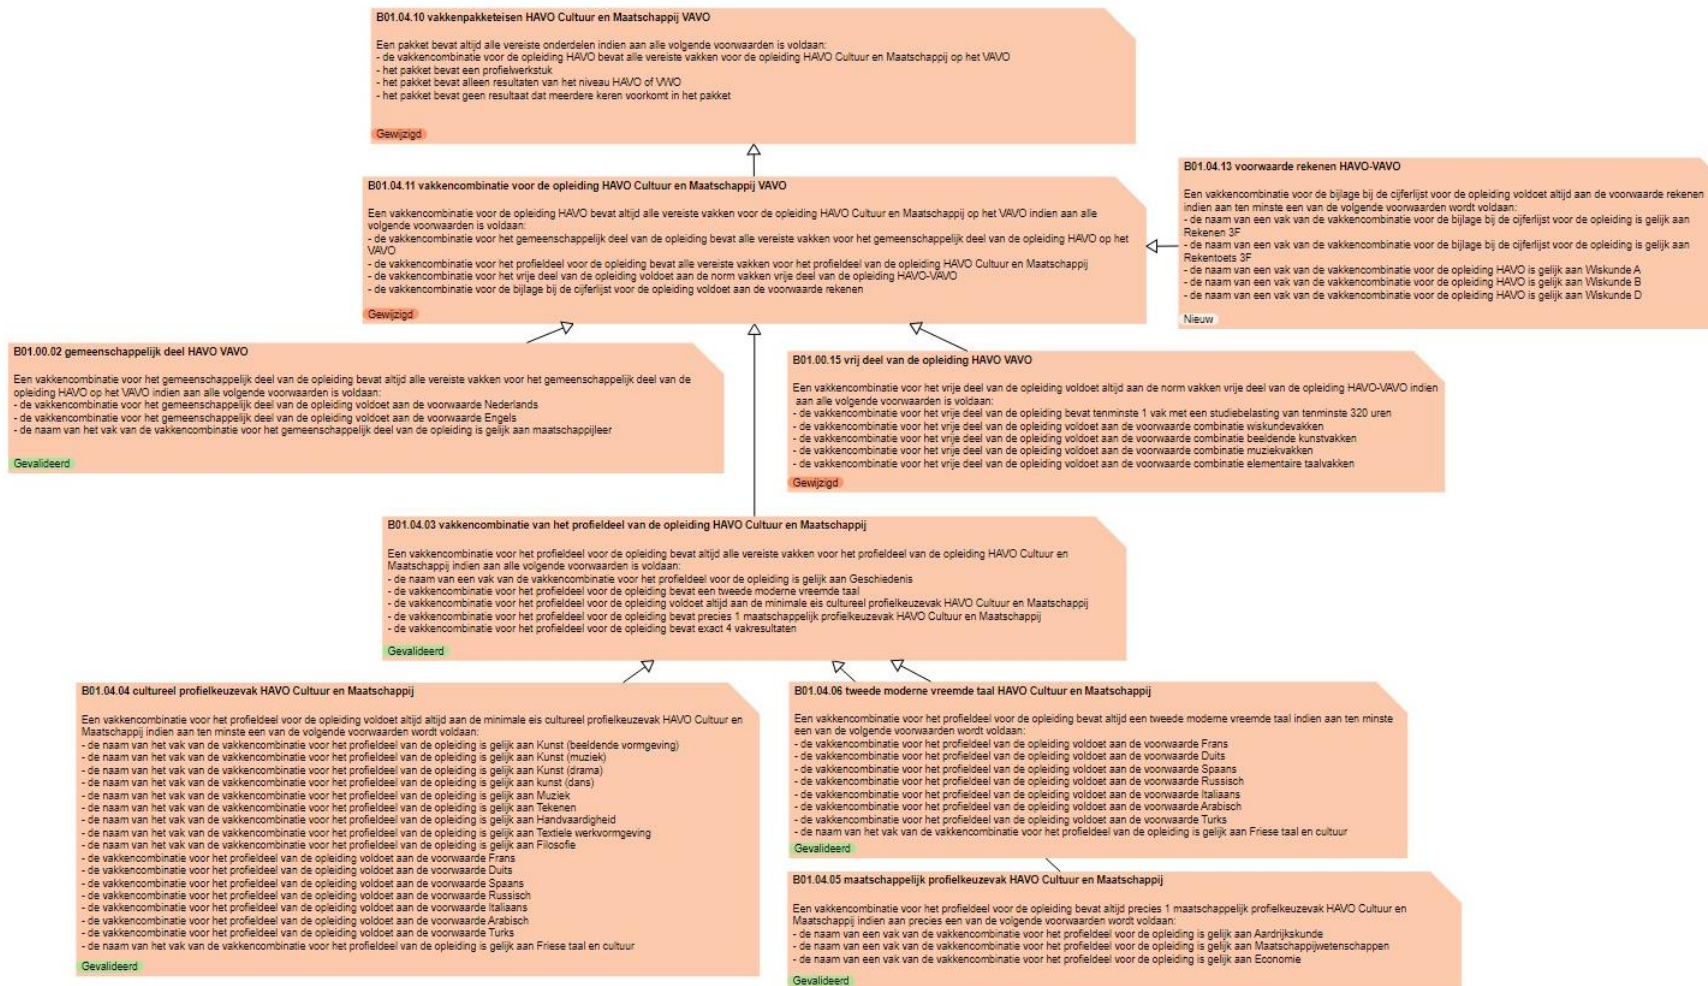 B01.04.10 vakkenpakketeisen HAVO Cultuur en Maatschappij VAVO
Een pakket bevat altijd alle vereiste onderdelen indien aan alle volgende voorwaarden is voldaan:
- de vakkencombinatie voor de opleiding HAVO bevat alle vereiste vakken voor de opleiding HAVO Cultuur en Maatschappij op het VAVO
- het pakket bevat een profielwerkstuk
- het pakket bevat alleen resultaten van het niveau HAVO of VWO
- het pakket bevat geen resultaat dat meerdere keren voorkomt in het pakket
Gewijzigd
B01.04.11 vakkencombinatie voor de opleiding HAVO Cultuur en Maatschappij VAVO
Een vakkencombinatie voor de opleiding HAVO bevat altijd alle vereiste vakken voor de opleiding HAVO Cultuur en Maatschappij op het VAVO indien aan alle
volgende voorwaarden is voldaan:
- de vakkencombinatie voor het gemeenschappelijk deel van de opleiding bevat alle vereiste vakken voor het gemeenschappelijk deel van de opleiding HAVO op het
VAVO
- de vakkencombinatie voor het profieldeel voor de opleiding bevat alle vereiste vakken voor het profieldeel van de opleiding HAVO Cultuur en Maatschappij
- de vakkencombinatie voor het vrije deel van de opleiding voldoet aan de norm vakken vrije deel van de opleiding HAVO-VAVO
- de vakkencombinatie voor de bijlage bij de cijferlijst voor de opleiding voldoet aan de voorwaarde rekenen
Gewijzigd
B01.04.13 voorwaarde rekenen HAVO-VAVO
Een vakkencombinatie voor de bijlage bij de cijferlijst voor de opleiding voldoet altijd aan de voorwaarde rekenen
indien aan ten minste een van de volgende voorwaarden wordt voldaan:
- de naam van een vak van de vakkencombinatie voor de bijlage bij de cijferlijst voor de opleiding is gelijk aan
Rekenen 3F
- de naam van een vak van de vakkencombinatie voor de bijlage bij de cijferlijst voor de opleiding is gelijk aan
Rekentoets 3F
- de naam van een vak van de vakkencombinatie voor de opleiding HAVO is gelijk aan Wiskunde A
- de naam van een vak van de vakkencombinatie voor de opleiding HAVO is gelijk aan Wiskunde B
- de naam van een vak van de vakkencombinatie voor de opleiding HAVO is gelijk aan Wiskunde D
Nieuw
B01.00.02 gemeenschappelijk deel HAVO VAVO
Een vakkencombinatie voor het gemeenschappelijk deel van de opleiding bevat altijd alle vereiste vakken voor het gemeenschappelijk deel van de
opleiding HAVO op het VAVO indien aan alle volgende voorwaarden is voldaan:
- de vakkencombinatie voor het gemeenschappelijk deel van de opleiding voldoet aan de voorwaarde Nederlands
- de vakkencombinatie voor het gemeenschappelijk deel van de opleiding voldoet aan de voorwaarde Engels
- de naam van het vak van de vakkencombinatie voor het gemeenschappelijk deel van de opleiding is gelijk aan maatschappijleer
Gevalideerd
B01.00.15 vrij deel van de opleiding HAVO VAVO
Een vakkencombinatie voor het vrije deel van de opleiding voldoet altijd aan de norm vakken vrije deel van de opleiding HAVO-VAVO indien
aan alle volgende voorwaarden is voldaan:
- de vakkencombinatie voor het vrije deel van de opleiding bevat tenminste 1 vak met een studiebelasting van tenminste 320 uren
- de vakkencombinatie voor het vrije deel van de opleiding voldoet aan de voorwaarde combinatie wiskundevakken
- de vakkencombinatie voor het vrije deel van de opleiding voldoet aan de voorwaarde combinatie beeldende kunstvakken
- de vakkencombinatie voor het vrije deel van de opleiding voldoet aan de voorwaarde combinatie muziekvakken
- de vakkencombinatie voor het vrije deel van de opleiding voldoet aan de voorwaarde combinatie elementaire taalvakken
Gewijzigd
B01.04.03 vakkencombinatie van het profieldeel van de opleiding HAVO Cultuur en Maatschappij
Een vakkencombinatie voor het profieldeel voor de opleiding bevat altijd alle vereiste vakken voor het profieldeel van de opleiding HAVO Cultuur en
Maatschappij indien aan alle volgende voorwaarden is voldaan:
- de naam van een vak van de vakkencombinatie voor het profieldeel voor de opleiding is gelijk aan Geschiedenis
- de vakkencombinatie voor het profieldeel voor de opleiding bevat een tweede moderne vreemde taal
- de vakkencombinatie voor het profieldeel voor de opleiding voldoet altijd aan de minimale eis cultureel profielkeuzevak HAVO Cultuur en Maatschappij
- de vakkencombinatie voor het profieldeel voor de opleiding bevat precies 1 maatschappelijk profielkeuzevak HAVO Cultuur en Maatschappij
- de vakkencombinatie voor het profieldeel voor de opleiding bevat exact 4 vakresultaten
Gevalideerd
B01.04.04 cultureel profielkeuzevak HAVO Cultuur en Maatschappij
Een vakkencombinatie voor het profieldeel voor de opleiding voldoet altijd altijd aan de minimale eis cultureel profielkeuzevak HAVO Cultuur en
Maatschappij indien aan ten minste een van de volgende voorwaarden wordt voldaan:
- de naam van het vak van de vakkencombinatie voor het profieldeel van de opleiding is gelijk aan Kunst (beeldende vormgeving)
- de naam van het vak van de vakkencombinatie voor het profieldeel van de opleiding is gelijk aan Kunst (muziek)
- de naam van het vak van de vakkencombinatie voor het profieldeel van de opleiding is gelijk aan Kunst (drama)
- de naam van het vak van de vakkencombinatie voor het profieldeel van de opleiding is gelijk aan kunst (dans)
- de naam van het vak van de vakkencombinatie voor het profieldeel van de opleiding is gelijk aan Muziek
- de naam van het vak van de vakkencombinatie voor het profieldeel van de opleiding is gelijk aan Tekenen
- de naam van het vak van de vakkencombinatie voor het profieldeel van de opleiding is gelijk aan Handvaardigheid
- de naam van het vak van de vakkencombinatie voor het profieldeel van de opleiding is gelijk aan Textiele werkvormgeving
- de naam van het vak van de vakkencombinatie voor het profieldeel van de opleiding is gelijk aan Filosofie
- de vakkencombinatie voor het profieldeel van de opleiding voldoet aan de voorwaarde Frans
- de vakkencombinatie voor het profieldeel van de opleiding voldoet aan de voorwaarde Duits
- de vakkencombinatie voor het profieldeel van de opleiding voldoet aan de voorwaarde Spaans
- de vakkencombinatie voor het profieldeel van de opleiding voldoet aan de voorwaarde Russisch
- de vakkencombinatie voor het profieldeel van de opleiding voldoet aan de voorwaarde Italiaans
- de vakkencombinatie voor het profieldeel van de opleiding voldoet aan de voorwaarde Arabisch
- de vakkencombinatie voor het profieldeel van de opleiding voldoet aan de voorwaarde Turks
- de naam van het vak van de vakkencombinatie voor het profieldeel van de opleiding is gelijk aan Friese taal en cultuur
Gevalideerd
B01.04.06 tweede moderne vreemde taal HAVO Cultuur en Maatschappij
Een vakkencombinatie voor het profieldeel voor de opleiding bevat altijd een tweede moderne vreemde taal indien aan ten minste
een van de volgende voorwaarden wordt voldaan:
- de vakkencombinatie voor het profieldeel van de opleiding voldoet aan de voorwaarde Frans
- de vakkencombinatie voor het profieldeel van de opleiding voldoet aan de voorwaarde Duits
- de vakkencombinatie voor het profieldeel van de opleiding voldoet aan de voorwaarde Spaans
- de vakkencombinatie voor het profieldeel van de opleiding voldoet aan de voorwaarde Russisch
- de vakkencombinatie voor het profieldeel van de opleiding voldoet aan de voorwaarde Italiaans
- de vakkencombinatie voor het profieldeel van de opleiding voldoet aan de voorwaarde Arabisch
- de vakkencombinatie voor het profieldeel van de opleiding voldoet aan de voorwaarde Turks
- de naam van het vak van de vakkencombinatie voor het profieldeel van de opleiding is gelijk aan Friese taal en cultuur
Gevalideerd
B01.04.05 maatschappelijk profielkeuzevak HAVO Cultuur en Maatschappij
Een vakkencombinatie voor het profieldeel voor de opleiding bevat altijd precies 1 maatschappelijk profielkeuzevak HAVO Cultuur en
Maatschappij indien aan precies een van de volgende voorwaarden wordt voldaan:
- de naam van een vak van de vakkencombinatie voor het profieldeel voor de opleiding is gelijk aan Aardrijkskunde
- de naam van een vak van de vakkencombinatie voor het profieldeel voor de opleiding is gelijk aan Maatschappijwetenschappen
- de naam van een vak van de vakkencombinatie voor het profieldeel voor de opleiding is gelijk aan Economie
Gevalideerd